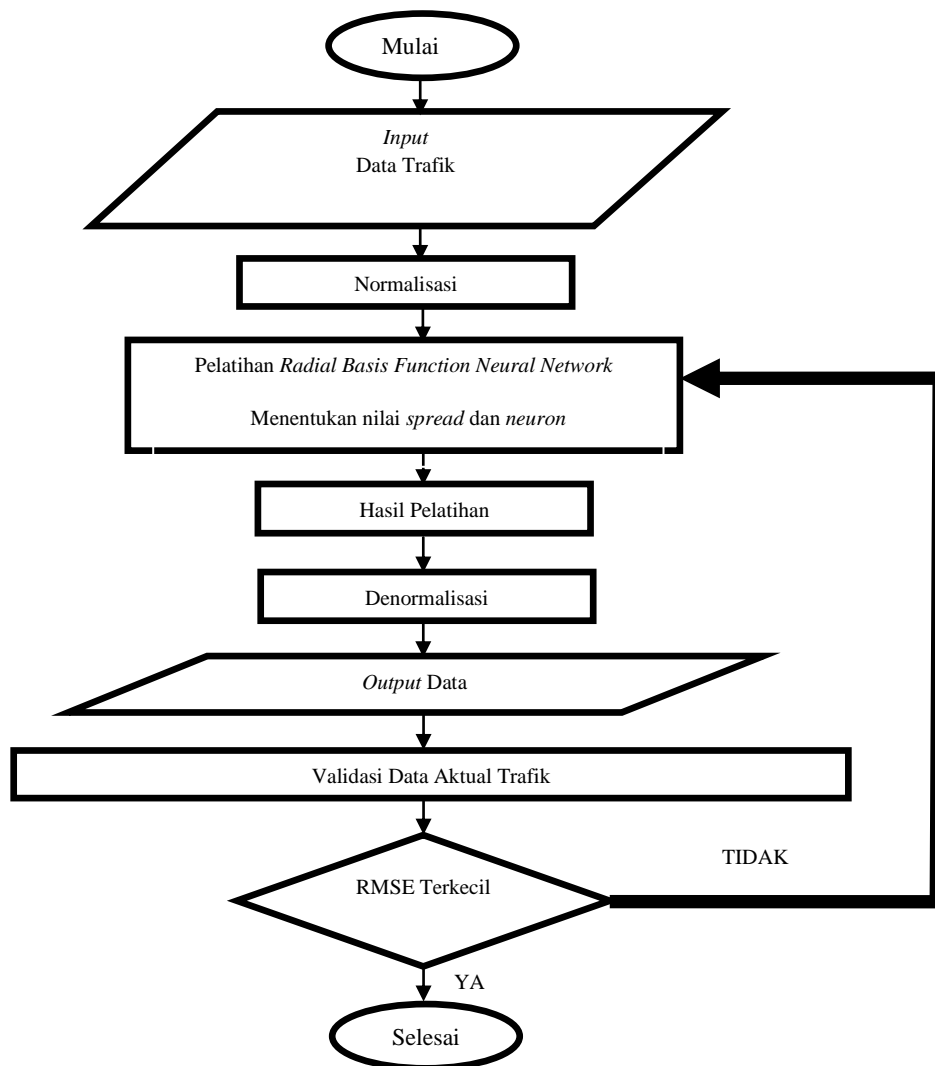 Mulai
Input
Data Trafik
Normalisasi
Pelatihan Radial Basis Function Neural Network
Menentukan nilai spread dan neuron
Hasil Pelatihan
Denormalisasi
Output Data
Validasi Data Aktual Trafik
RMSE Terkecil
TIDAK
YA
Selesai